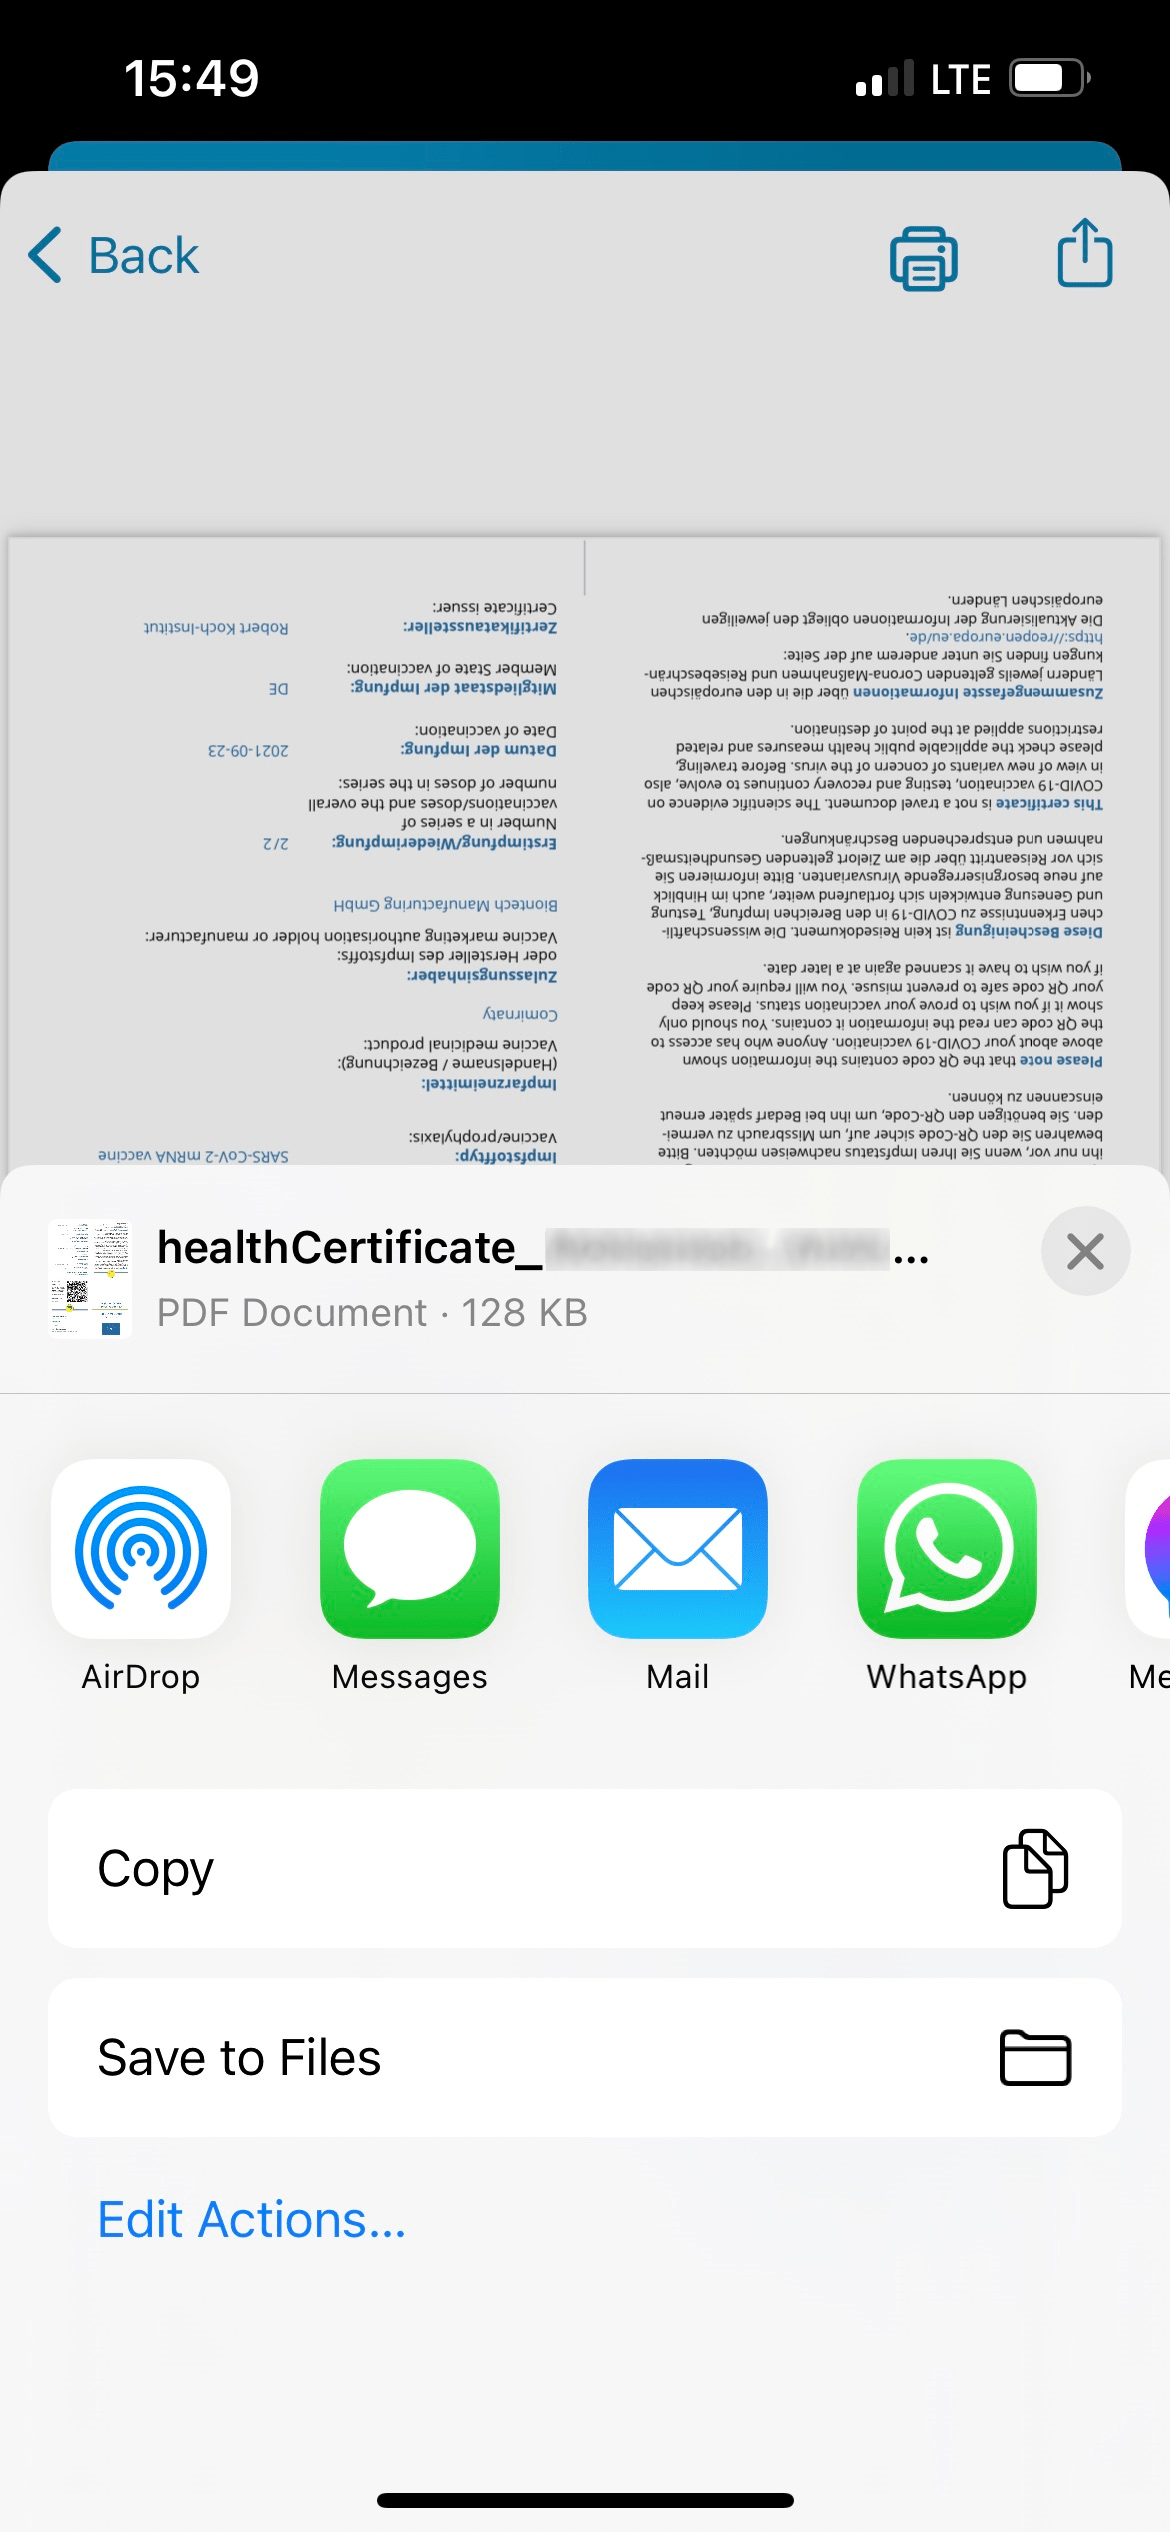 15:49
LTE
Back
ihn nur vor, wenn Sie Ihren Impfstatus nachweisen möchten. Bitte
bewahren Sie den QR-Code sicher auf, um Missbrauch zu vermei-
den. Sie benötigen den QR-Code, um ihn bei Bedarf später erneut
einscannen zu können.
Please note that the QR code contains the information shown
above about your COVID-19 vaccination. Anyone who has access to
the QR code can read the information it contains. You should only
show it if you wish to prove your vaccination status. Please keep
your QR code safe to prevent misuse. You will require your QR code
if you wish to have it scanned again at a later date.
Diese Bescheinigung ist kein Reisedokument. Die wissenschaftli-
chen Erkenntnisse zu COVID-19 in den Bereichen Impfung, Testung
und Genesung entwickeln sich fortlaufend weiter, auch im Hinblick
auf neue besorgniserregende Virusvarianten. Bitte informieren Sie
sich vor Reiseantritt über die am Zielort geltenden Gesundheitsmaß-
nahmen und entsprechenden Beschränkungen.
This certificate is not a travel document. The scientific evidence on
COVID-19 vaccination, testing and recovery continues to evolve, also
in view of new variants of concern of the virus. Before traveling,
please check the applicable public health measures and related
restrictions applied at the point of destination.
Zusammengefasste Informationen über die in den europäischen
Ländern jeweils geltenden Corona-Maßnahmen und Reisebeschrän-
kungen finden Sie unter anderem auf der Seite:
https://reopen.europa.eu/de.
Die Aktualisierung der Informationen obliegt den jeweiligen
europäischen Ländern.
Impfstofftyp: SARS-CoV-2 mRNA vaccine
Vaccine/prophylaxis:
Impfarzneimittel:
(Handelsname / Bezeichnung):
Vaccine medicinal product:
Comirnaty
Zulassungsinhaber:
oder Hersteller des Impfstoffs:
Vaccine marketing authorisation holder or manufacturer:
Biontech Manufacturing GmbH
Erstimpfung/Wiederimpfung: 2/2
Number in a series of
vaccinations/doses and the overall
number of doses in the series:
Datum der Impfung: 2021-09-23
Date of vaccination:
Mitgliedstaat der Impfung: DE
Member State of vaccination:
Zertifikataussteller: Robert Koch-Institut
Certificate issuer:
healthCertificate_ ...
PDF Document · 128 KB
AirDrop
Messages
Mail
WhatsApp
Me
Copy
Save to Files
Edit Actions...